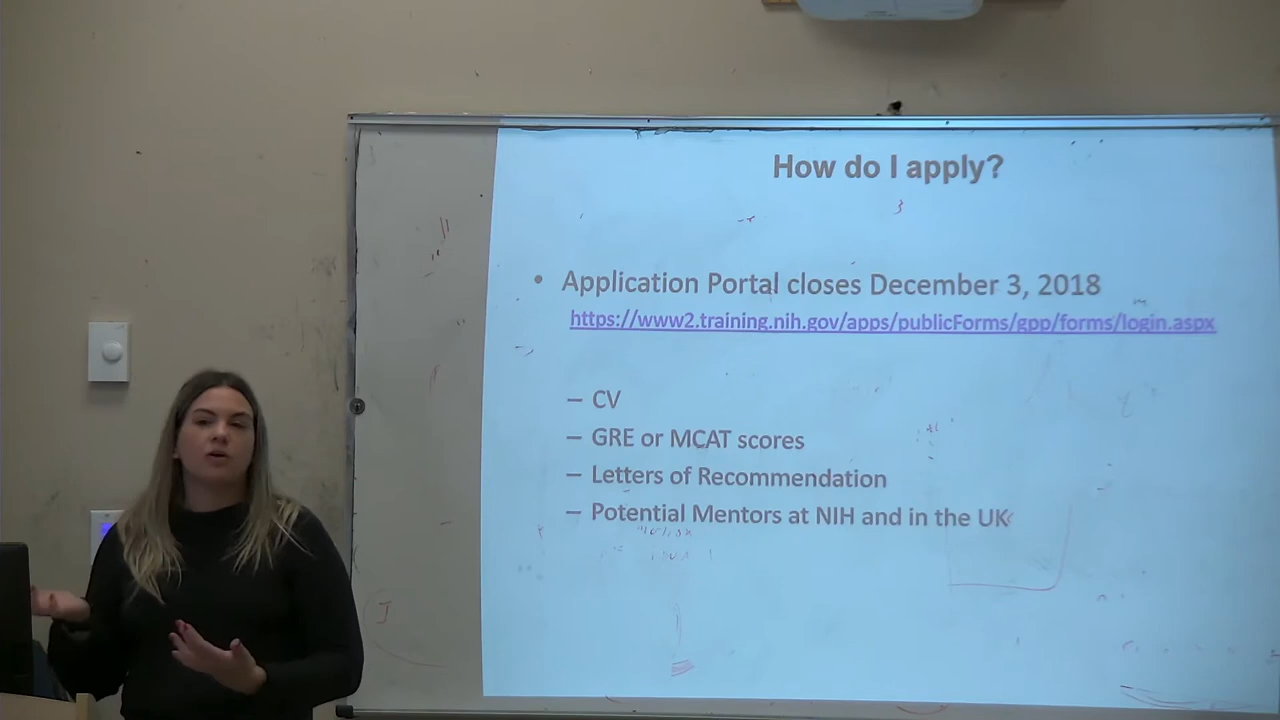 How do I apply?
• Application Portal closes December 3, 2018
https://www2.training.nih.gov/apps/publicForms/gpp/forms/login.aspx
– CV
– GRE or MCAT scores
– Letters of Recommendation
– Potential Mentors at NIH and in the UK